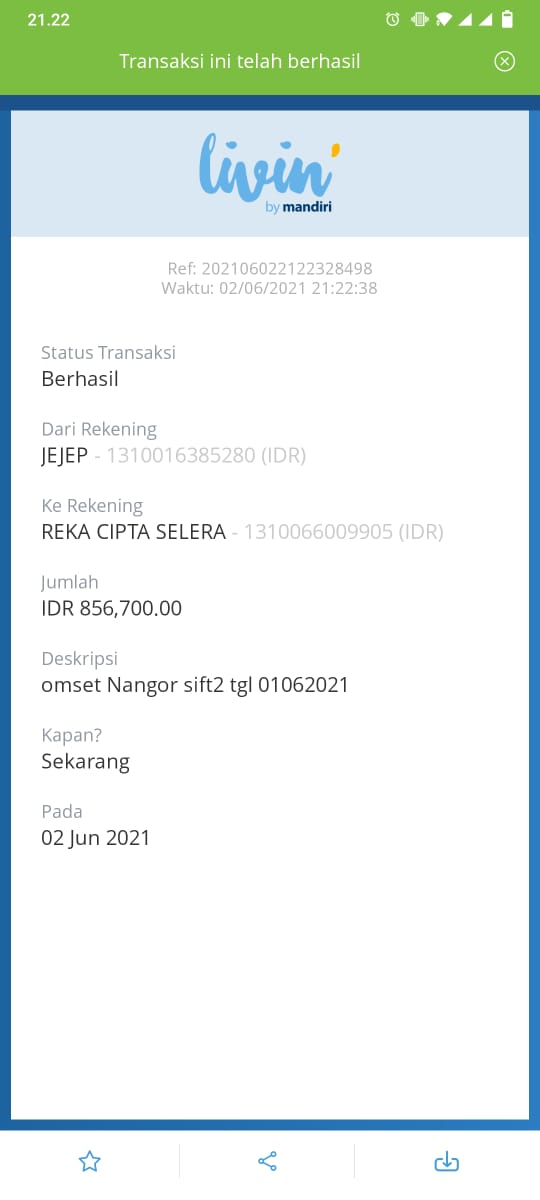 21.22
Transaksi ini telah berhasil
livin'
by mandiri
Ref: 202106022122328498
Waktu: 02/06/2021 21:22:38
Status Transaksi
Berhasil
Dari Rekening
JEJEP - 1310016385280 (IDR)
Ke Rekening
REKA CIPTA SELERA - 1310066009905 (IDR)
Jumlah
IDR 856,700.00
Deskripsi
omset Nangor sift2 tgl 01062021
Kapan?
Sekarang
Pada
02 Jun 2021